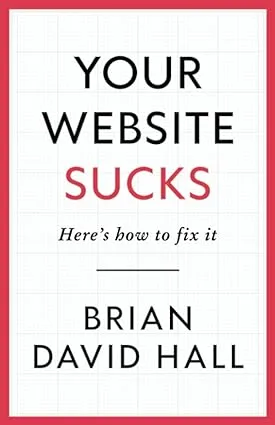 YOUR
WEBSITE
SUCKS
Here's how to fix it
BRIAN
DAVID HALL